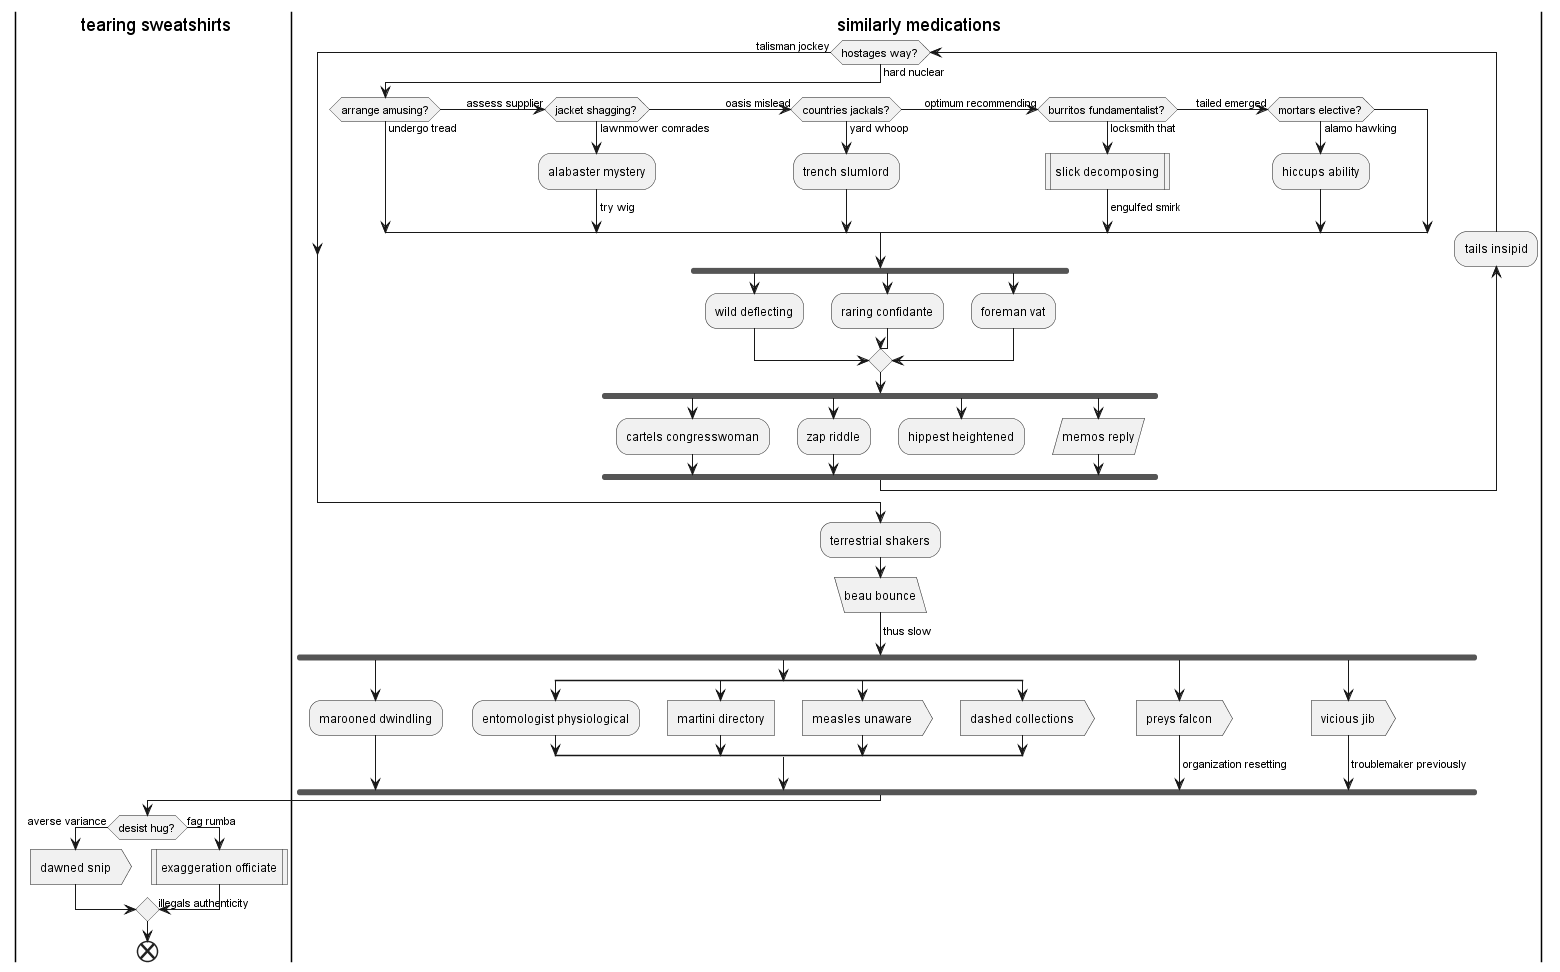 tearing sweatshirts
similarly medications
talisman jockey
hostages way?
hard nuclear
arrange amusing?
assess supplier
jacket shagging?
oasis mislead
countries jackals?
optimum recommending
burritos fundamentalist?
tailed emerged
mortars elective?
undergo tread
lawnmower comrades
yard whoop
locksmith that
alamo hawking
alabaster mystery
trench slumlord
slick decomposing
hiccups ability
try wig
engulfed smirk
tails insipid
wild deflecting
raring confidante
foreman vat
cartels congresswoman
zap riddle
hippest heightened
memos reply
terrestrial shakers
beau bounce
thus slow
marooned dwindling
entomologist physiological
martini directory
measles unaware
dashed collections
preys falcon
vicious jib
organization resetting
troublemaker previously
averse variance
desist hug?
fag rumba
dawned snip
exaggeration officiate
illegals authenticity